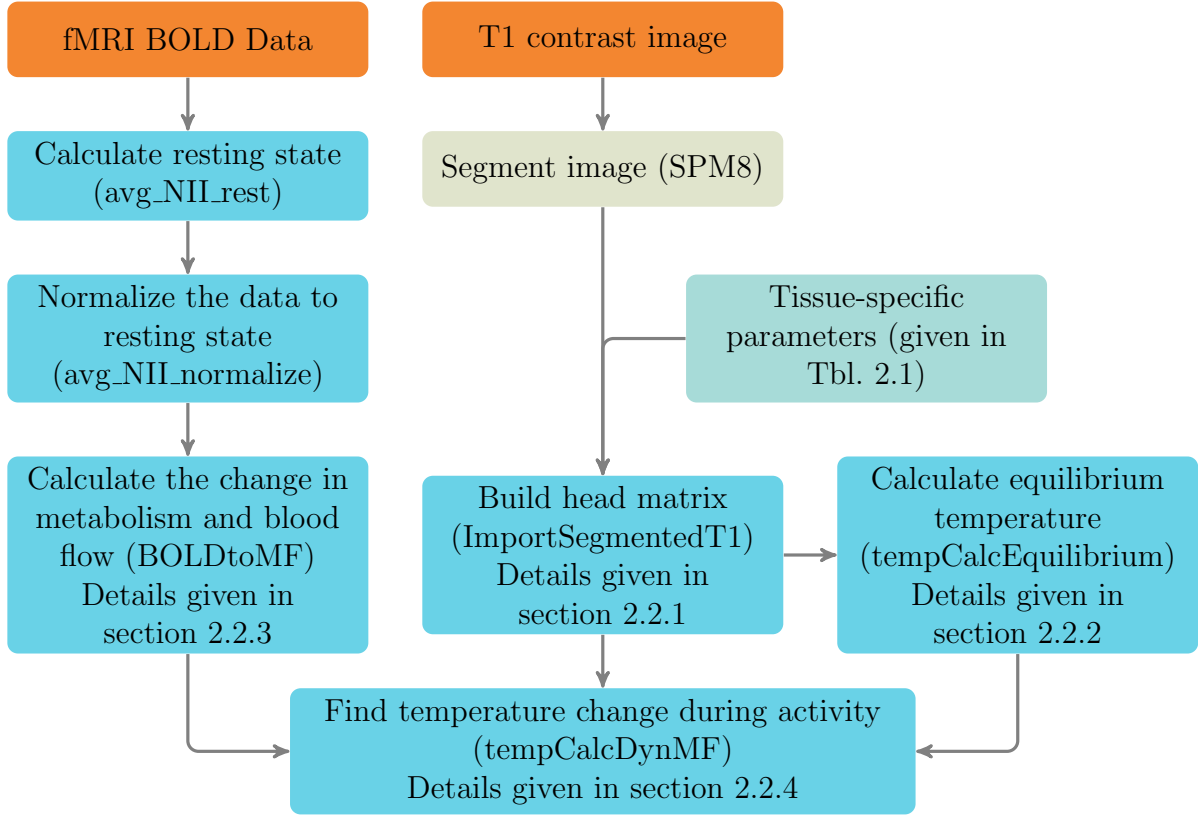 fMRI BOLD Data
T1 contrast image
Calculate resting state
(avg_NII_rest)
Segment image (SPM8)
Normalize the data to
resting state
(avg_NII_normalize)
Tissue-specific
parameters (given in
Tbl. 2.1)
Calculate the change in
metabolism and blood
flow (BOLDtoMF)
Details given in
section 2.2.3
Build head matrix
(ImportSegmentedT1)
Details given in
section 2.2.1
Calculate equilibrium
temperature
(tempCalcEquilibrium)
Details given in
section 2.2.2
Find temperature change during activity
(tempCalcDynMF)
Details given in section 2.2.4